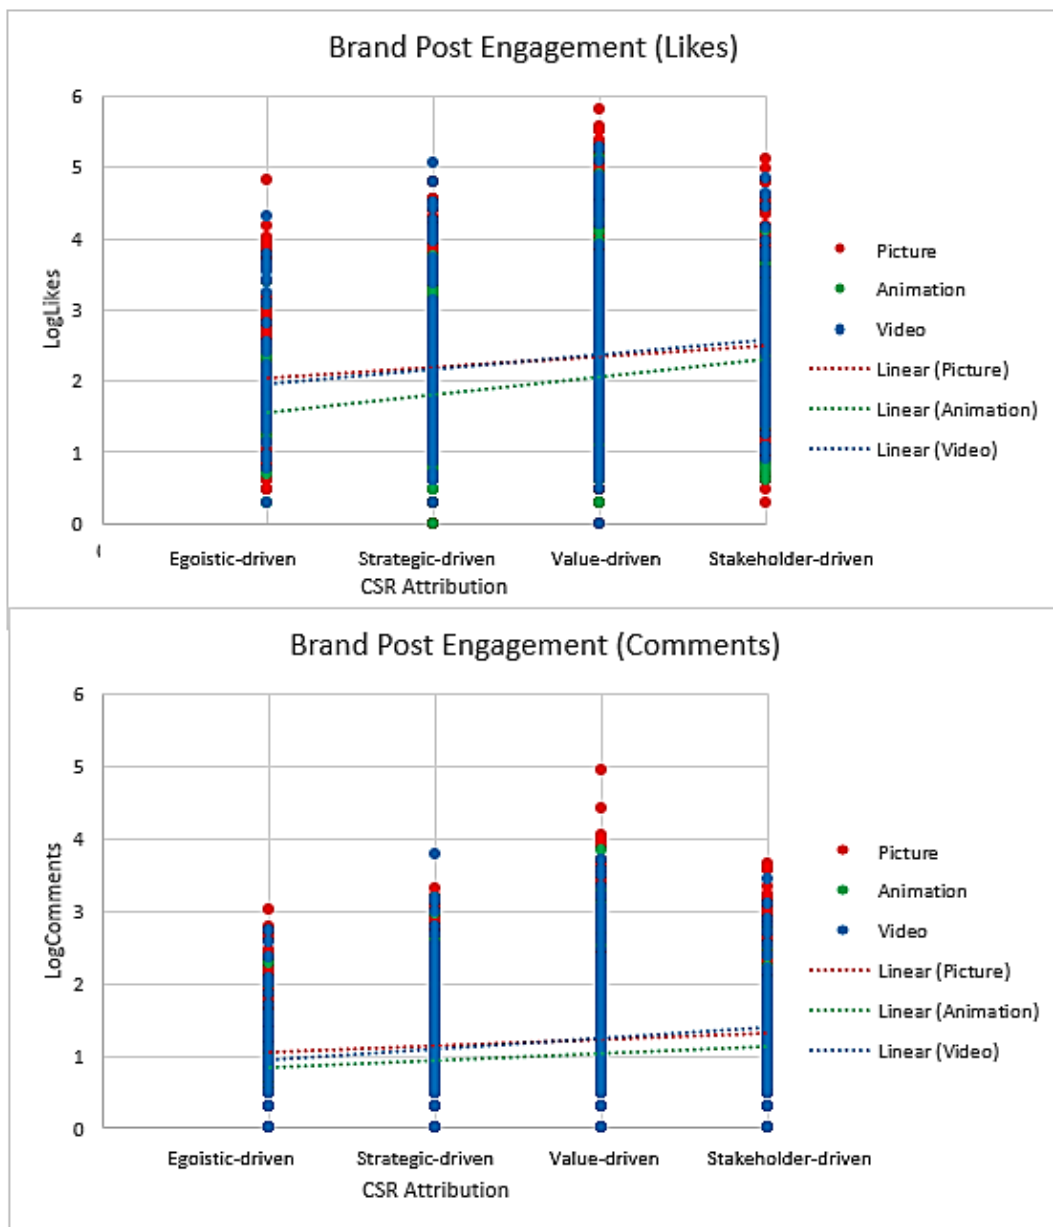 Brand Post Engagement (Likes)
6
5
4
3
2
1
0
LogLikes
Egoistic-driven Strategic-driven Value-driven Stakeholder-driven
CSR Attribution
Picture
Animation
Video
Linear (Picture)
Linear (Animation)
Linear (Video)
Brand Post Engagement (Comments)
6
5
4
3
2
1
0
LogComments
Egoistic-driven Strategic-driven Value-driven Stakeholder-driven
CSR Attribution
Picture
Animation
Video
Linear (Picture)
Linear (Animation)
Linear (Video)